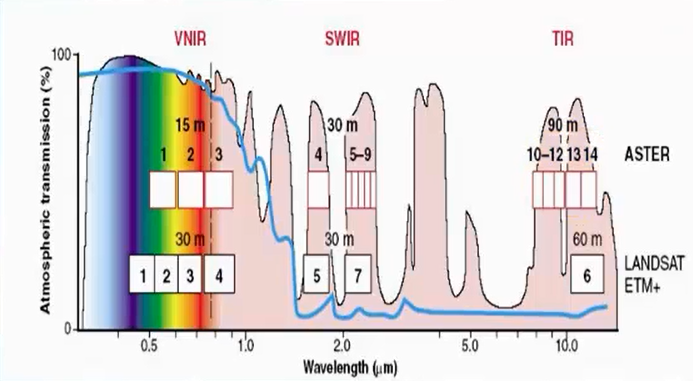 VNIR SWIR TIR
100
15 m 30 m 90 m
1 2 3 4 5–9 10–12 13 14 ASTER
30 m 30 m 60 m
1 2 3 4 5 7 6 LANDSAT
ETM+
0
0.5 1.0 2.0 5.0 10.0
Wavelength (μm)
Atmospheric transmission (%)